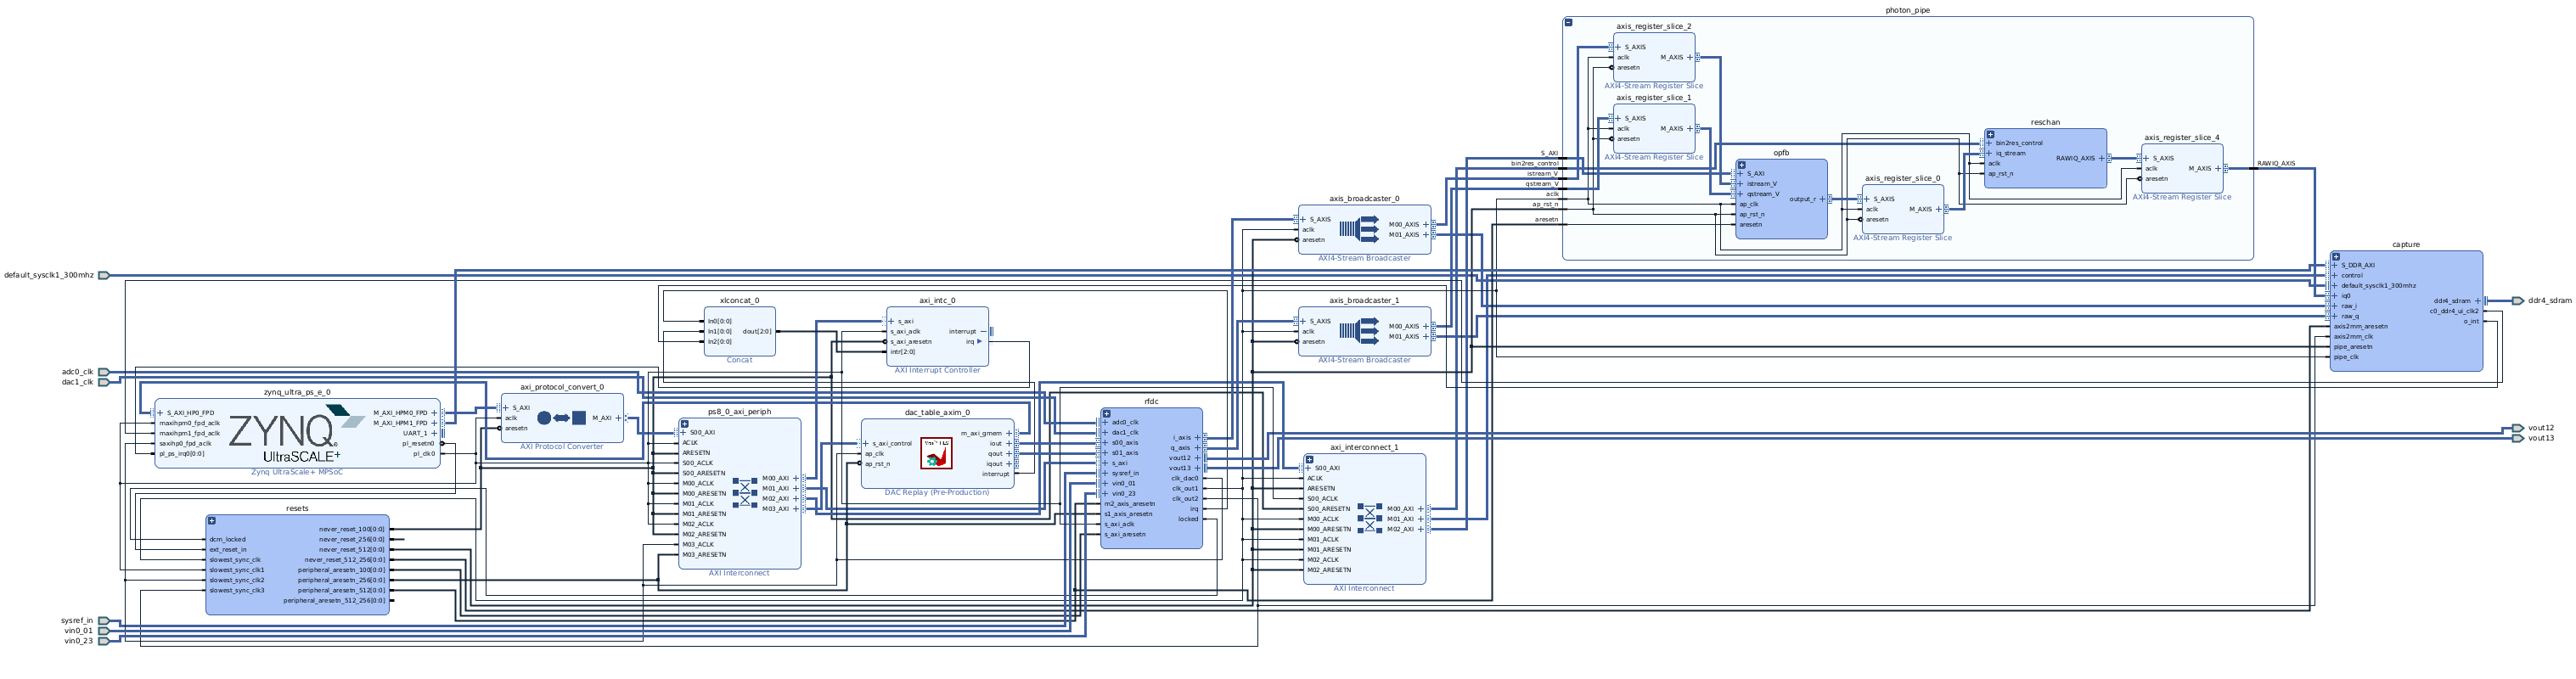 photon_pipe
axis_register_slice_2
S_AXIS
aclk
aresetn
M_AXIS
AXI4-Stream Register Slice
axis_register_slice_1
S_AXIS
aclk
aresetn
M_AXIS
AXI4-Stream Register Slice
S_AXI
bin2res_control
istream_V
qstream_V
aclk
ap_rst_n
aresetn
opfb
S_AXI
istream_V
qstream_V
ap_clk
ap_rst_n
aresetn
output_r
axis_register_slice_0
S_AXIS
aclk
aresetn
M_AXIS
AXI4-Stream Register Slice
reschan
bin2res_control
iq_stream
aclk
ap_rst_n
RAWIQ_AXIS
axis_register_slice_4
S_AXIS
aclk
aresetn
M_AXIS
AXI4-Stream Register Slice
RAWIQ_AXIS
axis_broadcaster_0
S_AXIS
aclk
aresetn
M00_AXIS
M01_AXIS
AXI4-Stream Broadcaster
axis_broadcaster_1
S_AXIS
aclk
aresetn
M00_AXIS
M01_AXIS
AXI4-Stream Broadcaster
capture
S_DDR_AXI
control
default_sysclk1_300mhz
iq0
raw_i
raw_q
axis2mm_aresetn
axis2mm_clk
pipe_aresetn
pipe_clk
ddr4_sdram
c0_ddr4_ui_clk2
o_int
ddr4_sdram
default_sysclk1_300mhz
xlconcat_0
In0[0:0]
In1[0:0]
In2[0:0]
dout[2:0]
Concat
axi_intc_0
s_axi
s_axi_aclk
s_axi_aresetn
intr[2:0]
interrupt
irq
AXI Interrupt Controller
adc0_clk
dac1_clk
zynq_ultra_ps_e_0
S_AXI_HP0_FPD
maxihpm0_fpd_aclk
maxihpm1_fpd_aclk
saxihp0_fpd_aclk
pl_ps_irq0[0:0]
ZYNQ
UltraSCALE+
M_AXI_HPM0_FPD
M_AXI_HPM1_FPD
UART_1
pl_resetn0
pl_clk0
Zynq UltraScale+ MPSoC
axi_protocol_convert_0
S_AXI
aclk
aresetn
M_AXI
AXI Protocol Converter
ps8_0_axi_periph
S00_AXI
ACLK
ARESETN
S00_ACLK
S00_ARESETN
M00_ACLK
M00_ARESETN
M01_ACLK
M01_ARESETN
M02_ACLK
M02_ARESETN
M03_ACLK
M03_ARESETN
M00_AXI
M01_AXI
M02_AXI
M03_AXI
AXI Interconnect
dac_table_axim_0
s_axi_control
ap_clk
ap_rst_n
m_axi_gmem
iout
qout
iqout
interrupt
DAC Replay (Pre-Production)
rfdc
adc0_clk
dac1_clk
s00_axis
s01_axis
s_axi
sysref_in
vin0_01
vin0_23
m2_axis_aresetn
s1_axis_aresetn
s_axi_aclk
s_axi_aresetn
i_axis
q_axis
vout12
vout13
clk_dac0
clk_out1
clk_out2
irq
locked
axi_interconnect_1
S00_AXI
ACLK
ARESETN
S00_ACLK
S00_ARESETN
M00_ACLK
M00_ARESETN
M01_ACLK
M01_ARESETN
M02_ACLK
M02_ARESETN
M00_AXI
M01_AXI
M02_AXI
AXI Interconnect
vout12
vout13
resets
dcm_locked
ext_reset_in
slowest_sync_clk
slowest_sync_clk1
slowest_sync_clk2
slowest_sync_clk3
never_reset_100[0:0]
never_reset_256[0:0]
never_reset_512[0:0]
never_reset_512_256[0:0]
peripheral_aresetn_100[0:0]
peripheral_aresetn_256[0:0]
peripheral_aresetn_512[0:0]
peripheral_aresetn_512_256[0:0]
sysref_in
vin0_01
vin0_23